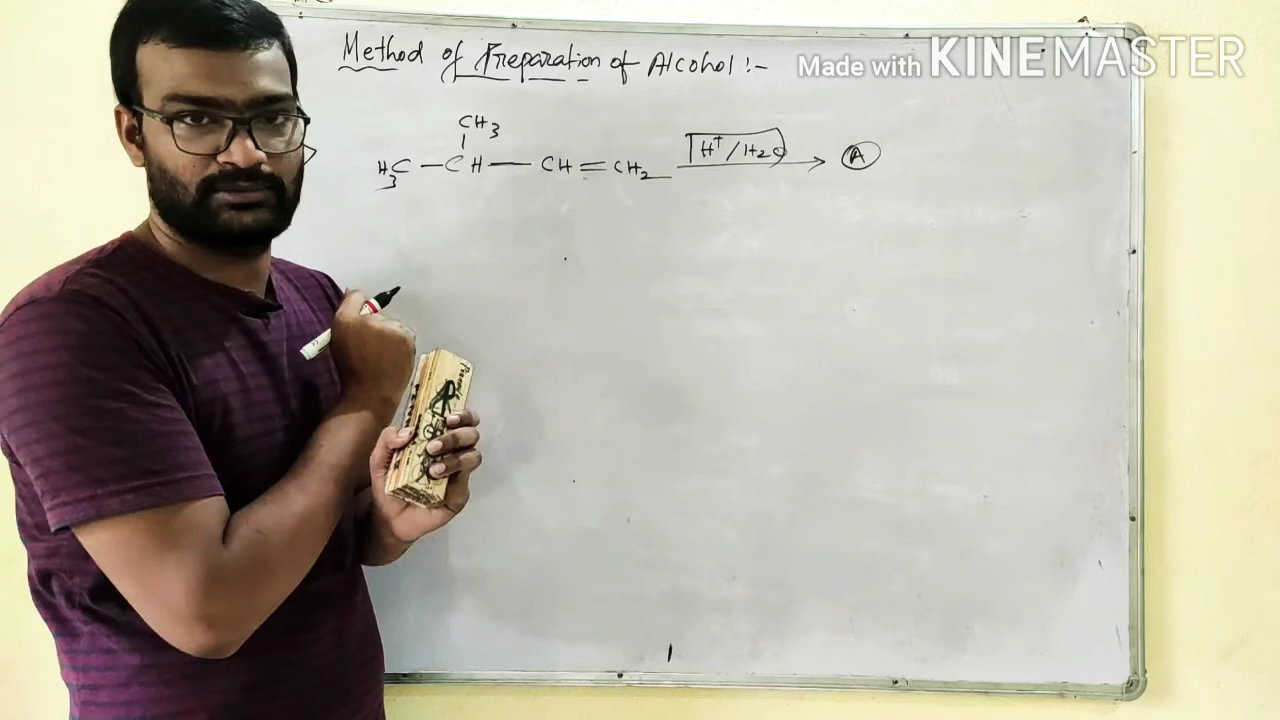 Method of Preparation of Alcohol :-
Made with KINEMASTER
CH3
H3C — CH — CH = CH2 H+/H2O → A